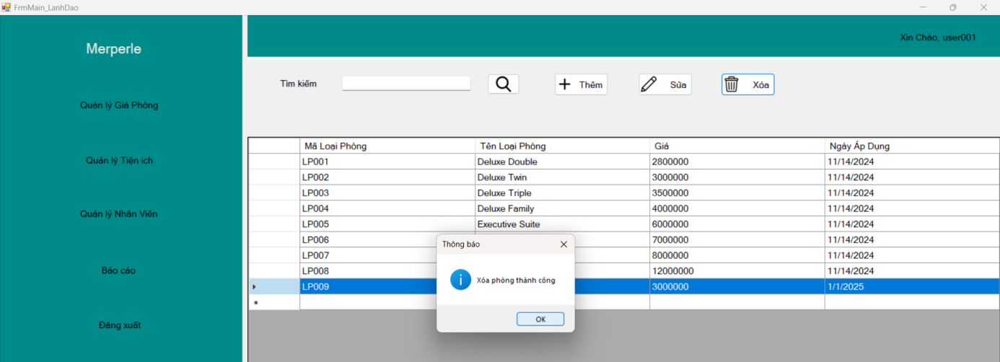 FrmMain_LanhDao
Merperle
Xin Chào, user001
Quản lý Giá Phòng
Quản lý Tiện ích
Quản lý Nhân Viên
Báo cáo
Đăng xuất
Tìm kiếm Thêm Sửa Xóa
Mã Loại Phòng Tên Loại Phòng Giá Ngày Áp Dụng
LP001 Deluxe Double 2800000 11/14/2024
LP002 Deluxe Twin 3000000 11/14/2024
LP003 Deluxe Triple 3500000 11/14/2024
LP004 Deluxe Family 4000000 11/14/2024
LP005 Executive Suite 6000000 11/14/2024
LP006 7000000 11/14/2024
LP007 8000000 11/14/2024
LP008 12000000 11/14/2024
LP009 3000000 1/1/2025
Thông báo
Xóa phòng thành công
OK